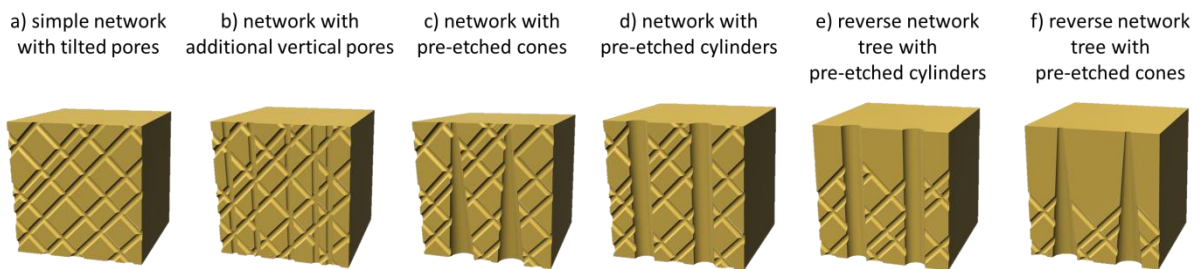 a) simple network
with tilted pores
b) network with
additional vertical pores
c) network with
pre-etched cones
d) network with
pre-etched cylinders
e) reverse network
tree with
pre-etched cylinders
f) reverse network
tree with
pre-etched cones